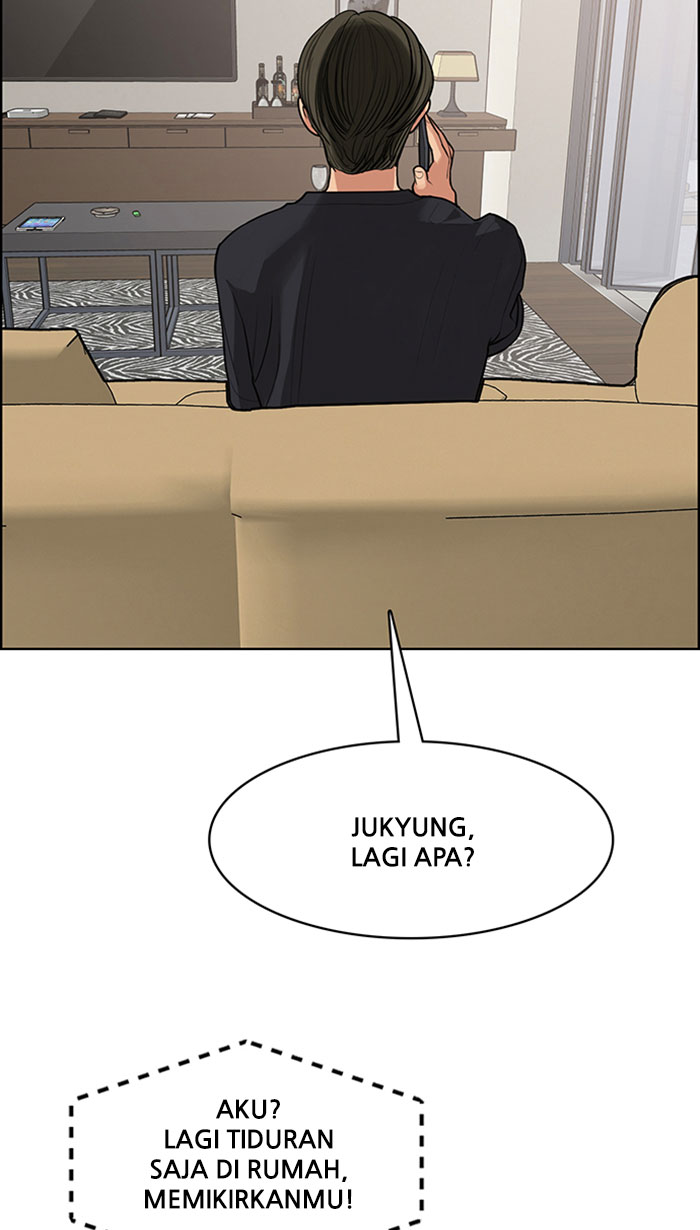 JUKYUNG,
LAGI APA?
AKU?
LAGI TIDURAN
SAJA DI RUMAH,
MEMIKIRKANMU!